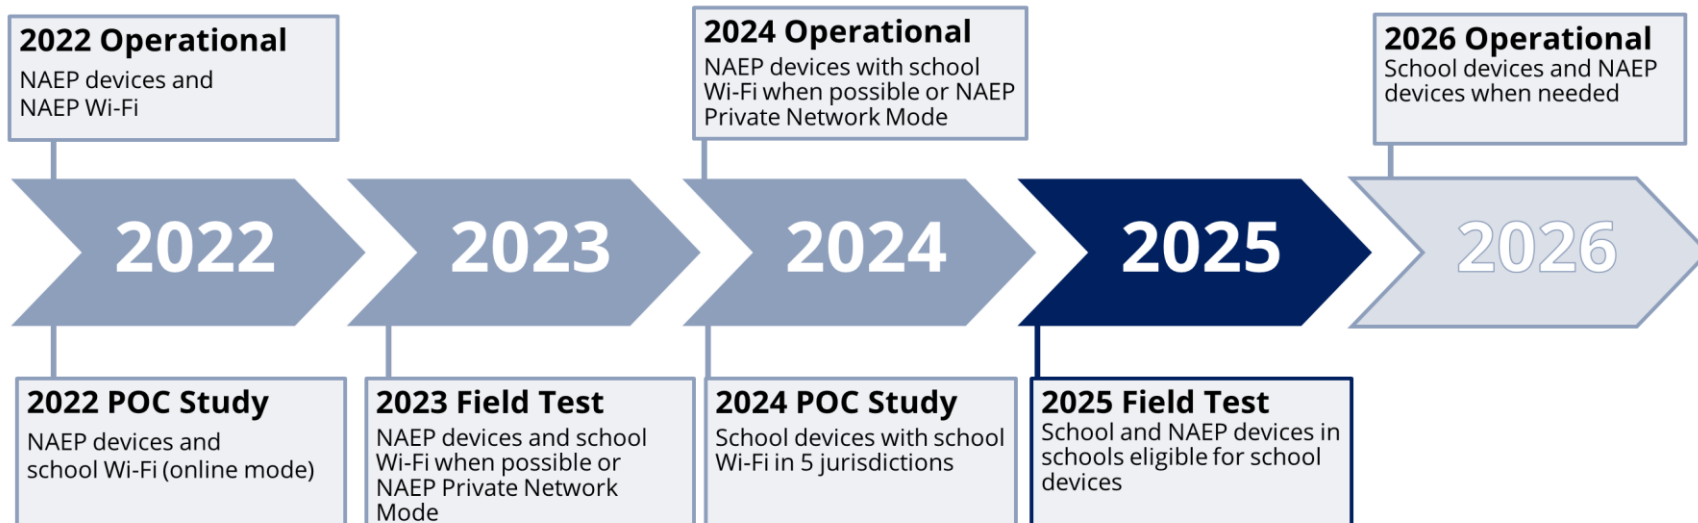 2022 Operational
NAEP devices and
NAEP Wi-Fi
2024 Operational
NAEP devices with school
Wi-Fi when possible or NAEP
Private Network Mode
2026 Operational
School devices and NAEP
devices when needed
2022
2023
2024
2025
2026
2022 POC Study
NAEP devices and
school Wi-Fi (online mode)
2023 Field Test
NAEP devices and school
Wi-Fi when possible or
NAEP Private Network
Mode
2024 POC Study
School devices with school
Wi-Fi in 5 jurisdictions
2025 Field Test
School and NAEP devices in
schools eligible for school
devices